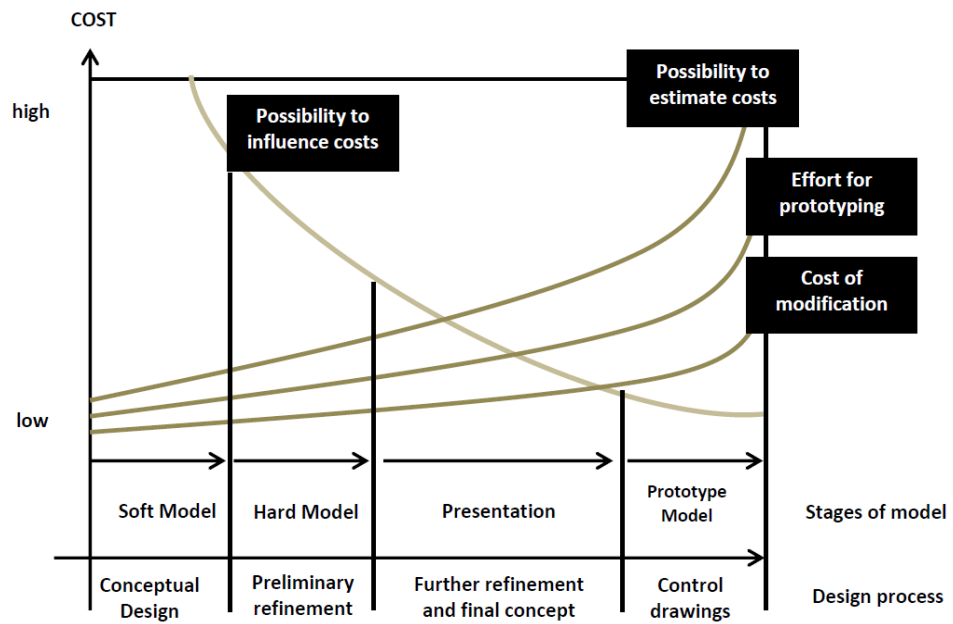 COST
high
Possibility to
influence costs
Possibility to
estimate costs
Effort for
prototyping
Cost of
modification
low
Soft Model
Hard Model
Presentation
Prototype
Model
Stages of model
Conceptual
Design
Preliminary
refinement
Further refinement
and final concept
Control
drawings
Design process